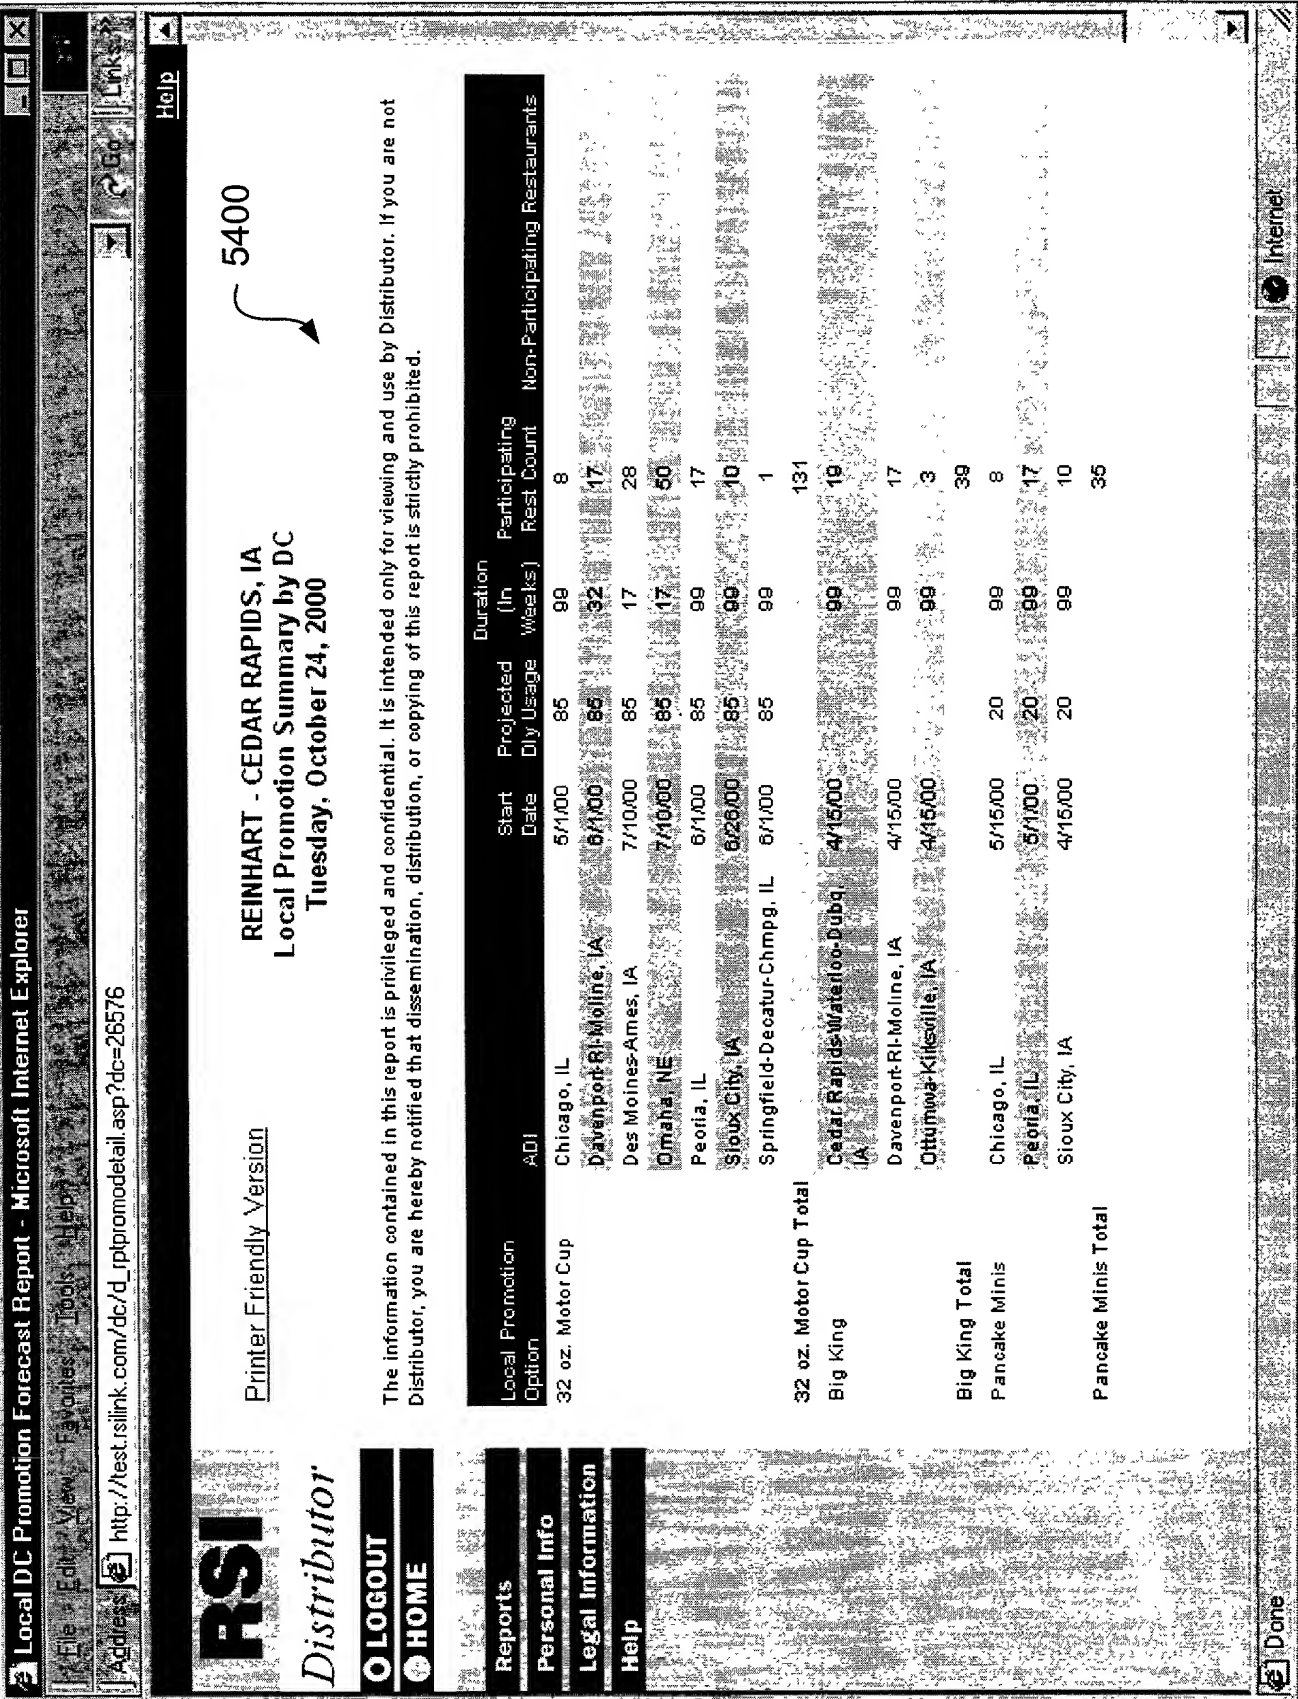 Local DC Promotion Forecast Report - Microsoft Internet Explorer
File Edit View Favorites Tools Help
Address http://test.rsilink.com/dc/d_rptpromodetail.asp?dc=26576 Go Links »
Help
RSI
Distributor
LOGOUT
HOME
Reports
Personal Info
Legal Information
Help
Printer Friendly Version
REINHART - CEDAR RAPIDS, IA
Local Promotion Summary by DC
Tuesday, October 24, 2000
5400
The information contained in this report is privileged and confidential. It is intended only for viewing and use by Distributor. If you are not
Distributor, you are hereby notified that dissemination, distribution, or copying of this report is strictly prohibited.
Duration
Local Promotion Start Projected (In Participating
Option ADI Date Dly Usage Weeks) Rest Count Non-Participating Restaurants
32 oz. Motor Cup Chicago, IL 5/1/00 85 99 8
Davenport-RI-Moline, IA 6/1/00 85 32 17
Des Moines-Ames, IA 7/10/00 85 17 28
Omaha, NE 7/10/00 85 17 50
Peoria, IL 6/1/00 85 99 17
Sioux City, IA 6/26/00 85 99 10
Springfield-Decatur-Chmpg, IL 6/1/00 85 99 1
32 oz. Motor Cup Total 131
Big King Cedar Rapids-Waterloo-Dubq, 4/15/00 99 19
IA
Davenport-RI-Moline, IA 4/15/00 99 17
Ottumwa-Kirksville, IA 4/15/00 99 3
Big King Total 39
Pancake Minis Chicago, IL 5/15/00 20 99 8
Peoria, IL 5/1/00 20 99 17
Sioux City, IA 4/15/00 20 99 10
Pancake Minis Total 35
Done Internet